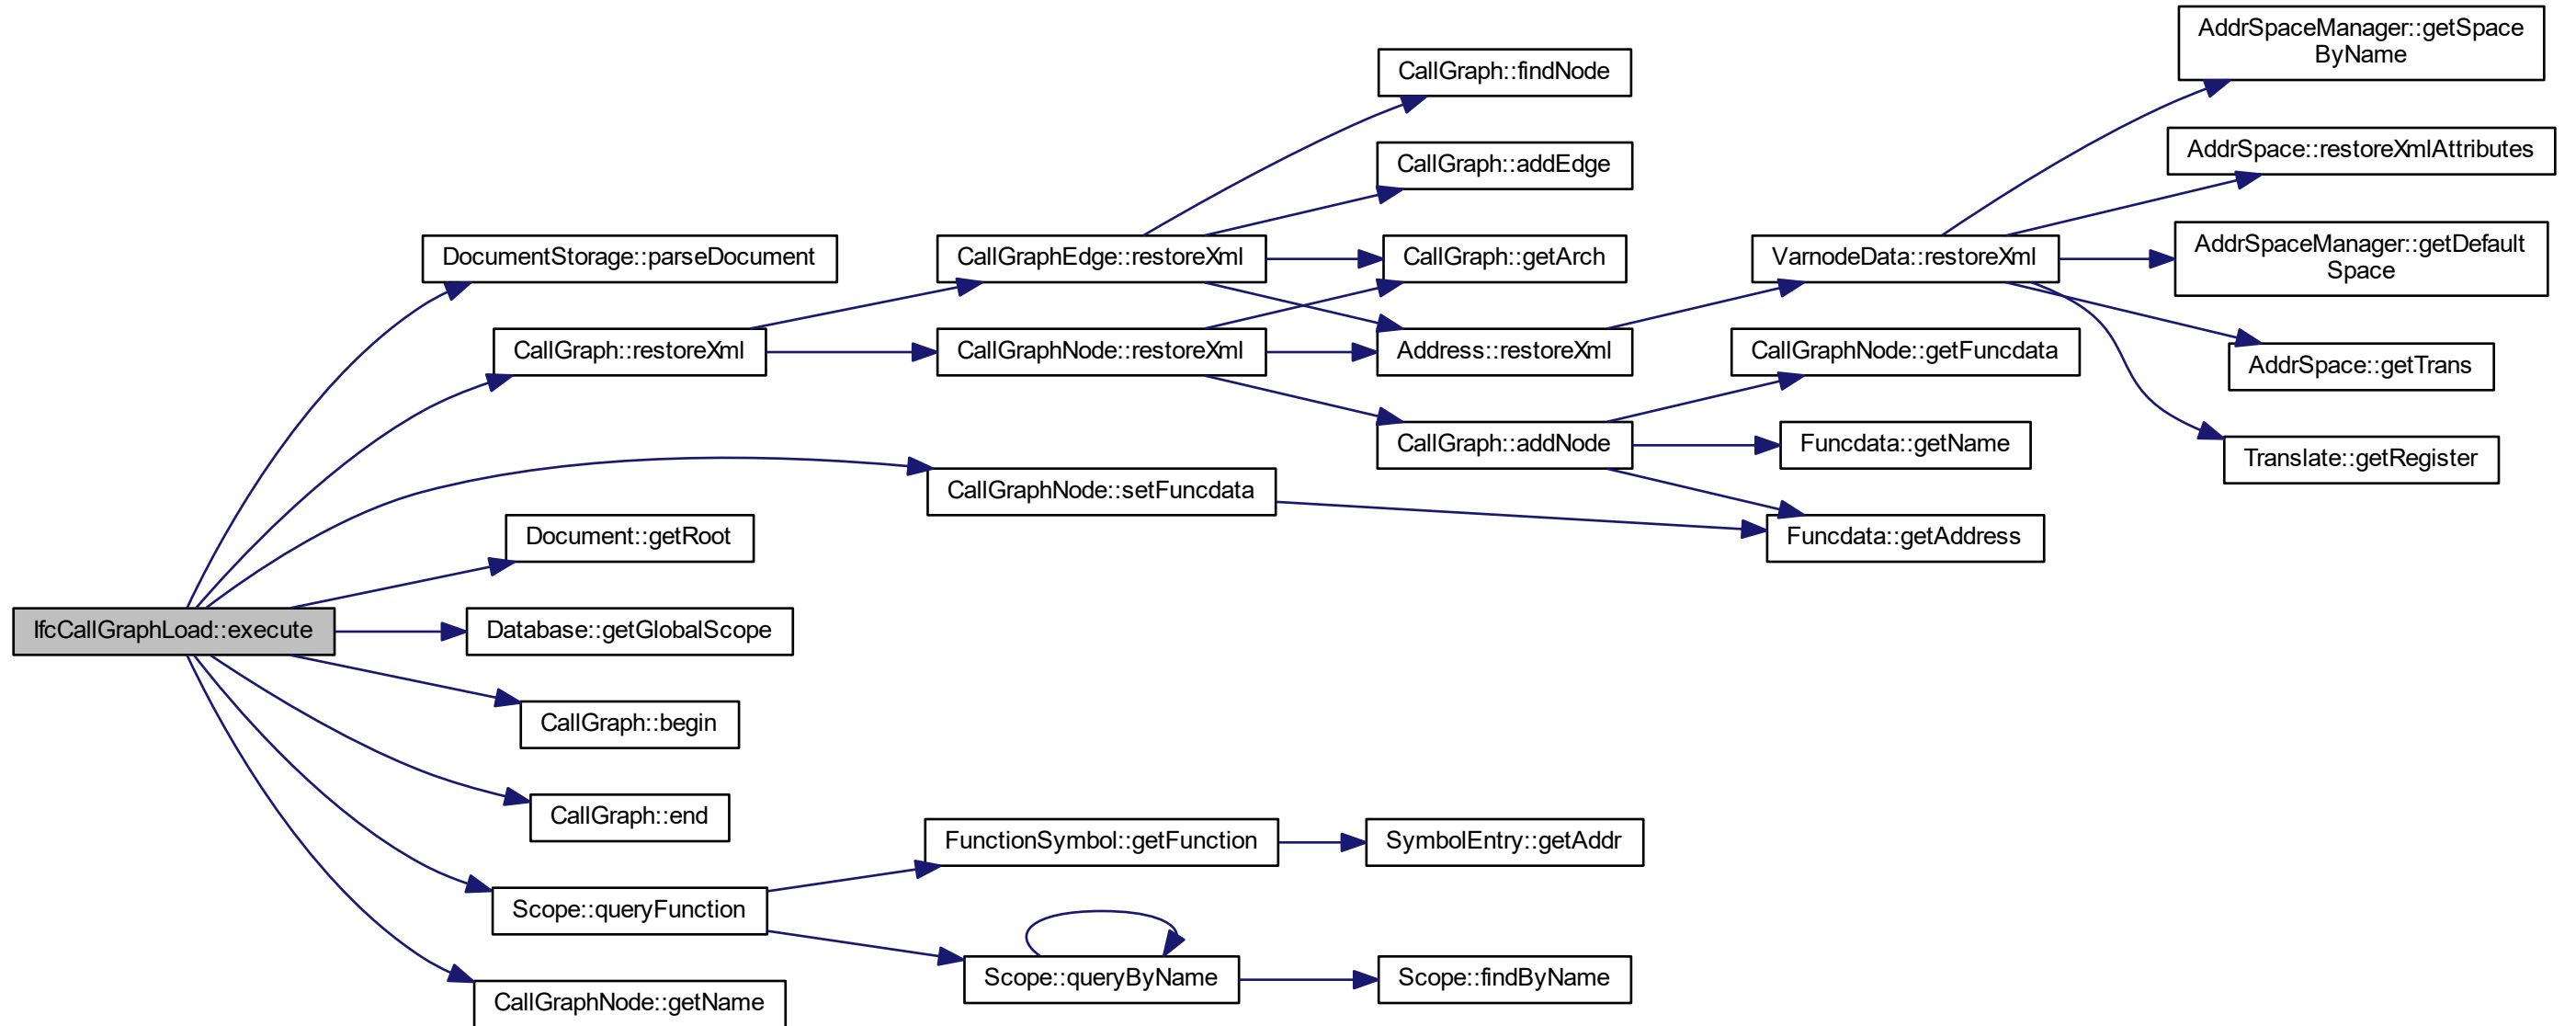 AddrSpaceManager::getSpace
ByName
CallGraph::findNode
AddrSpace::restoreXmlAttributes
CallGraph::addEdge
DocumentStorage::parseDocument
CallGraphEdge::restoreXml
CallGraph::getArch
VarnodeData::restoreXml
AddrSpaceManager::getDefault
Space
CallGraph::restoreXml
CallGraphNode::restoreXml
Address::restoreXml
CallGraphNode::getFuncdata
AddrSpace::getTrans
CallGraph::addNode
Funcdata::getName
Translate::getRegister
CallGraphNode::setFuncdata
Document::getRoot
Funcdata::getAddress
IfcCallGraphLoad::execute
Database::getGlobalScope
CallGraph::begin
CallGraph::end
FunctionSymbol::getFunction
SymbolEntry::getAddr
Scope::queryFunction
Scope::queryByName
Scope::findByName
CallGraphNode::getName